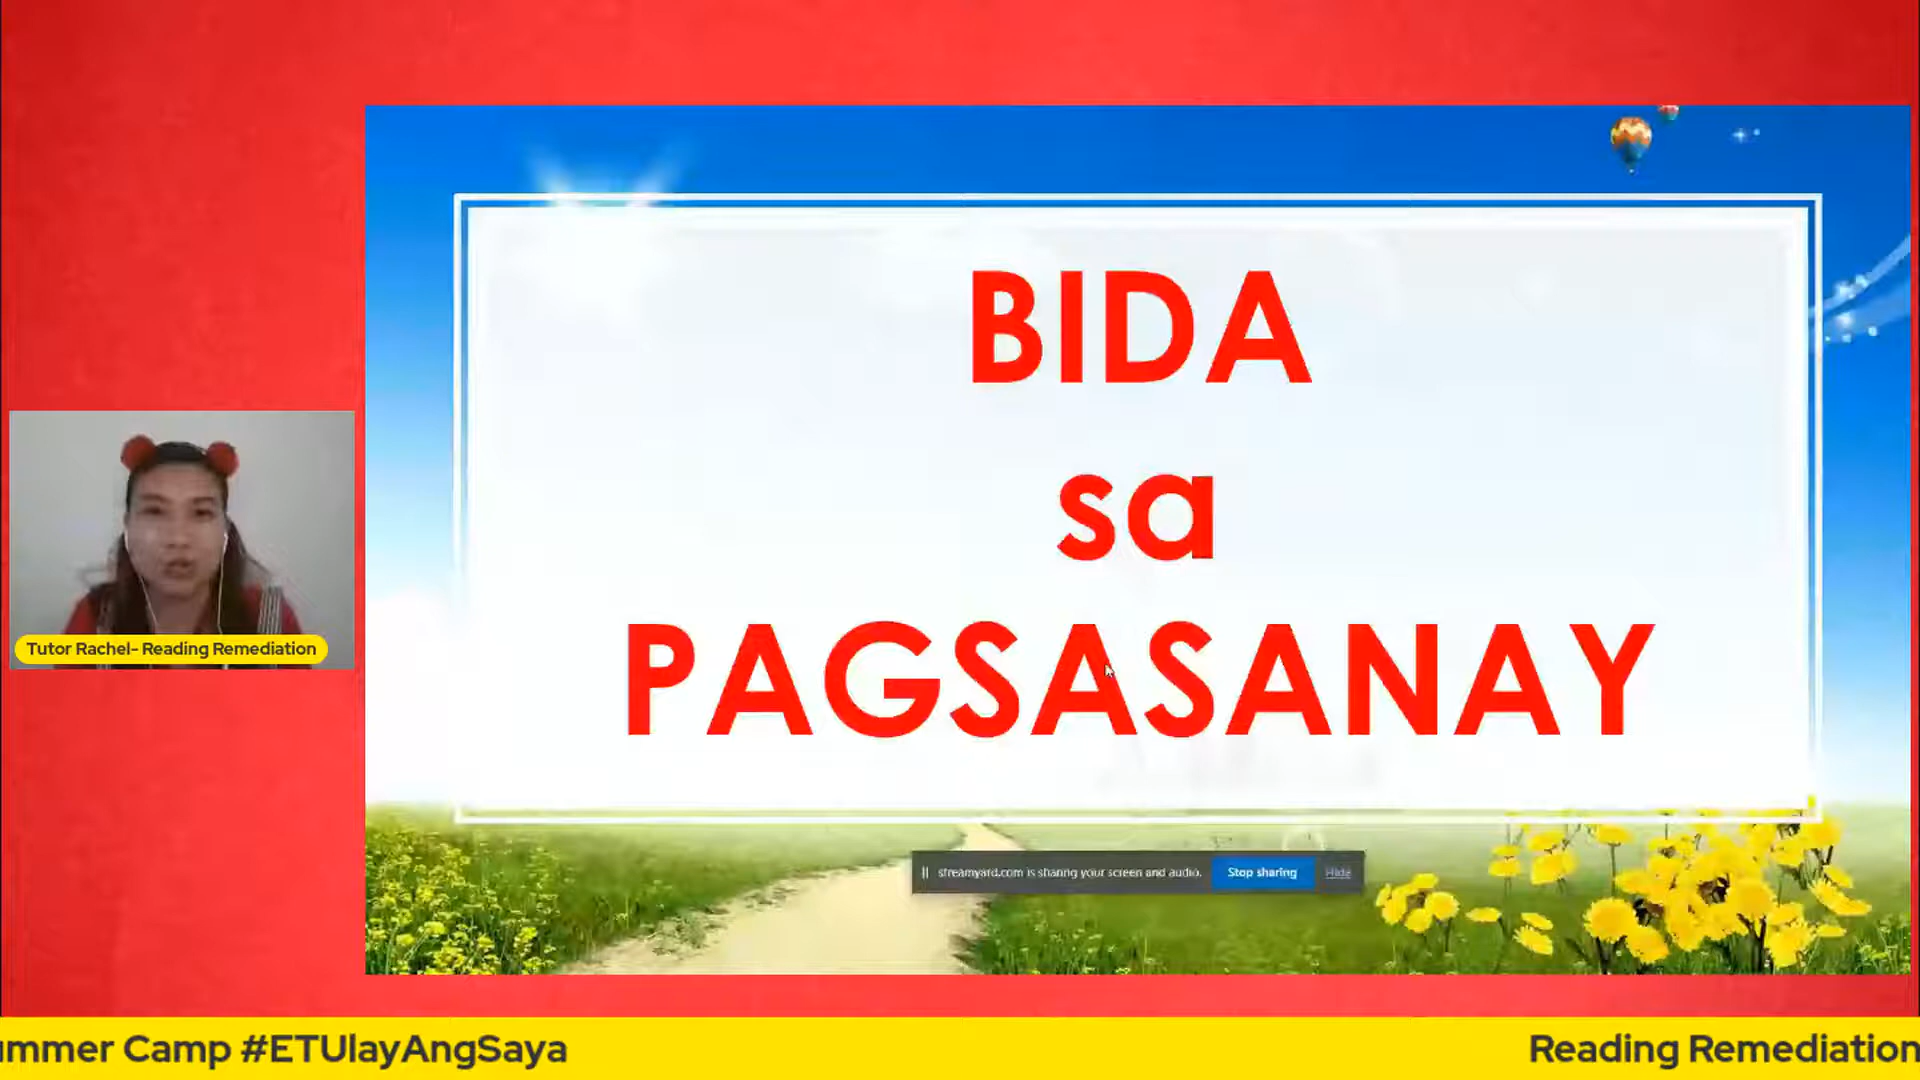 BIDA
sa
PAGSASANAY
Tutor Rachel- Reading Remediation
streamyard.com is sharing your screen and audio. Stop sharing Hide
ummer Camp #ETUlayAngSaya Reading Remediation